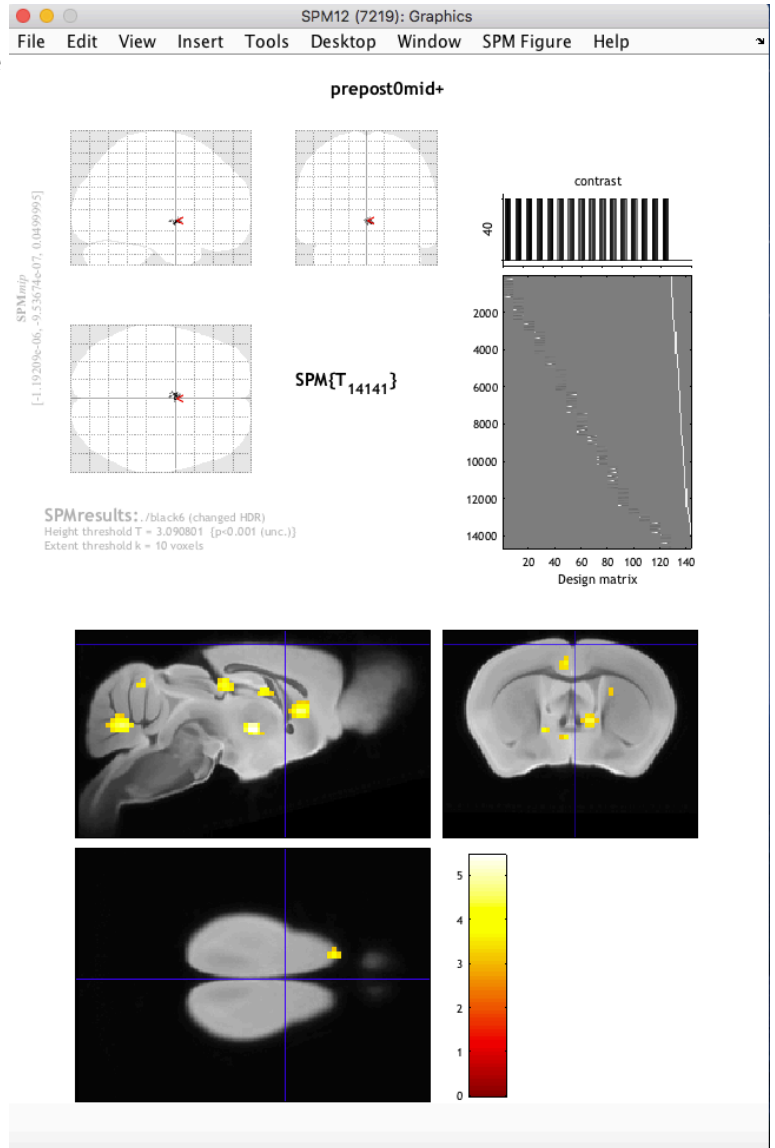 SPM12 (7219): Graphics
File Edit View Insert Tools Desktop Window SPM Figure Help
prepost0mid+
SPMmip
[-1.19209e-06, -9.53674e-07, 0.0499995]
SPM{T14141}
contrast
40
2000
4000
6000
8000
10000
12000
14000
20 40 60 80 100 120 140
Design matrix
SPMresults: ./black6 (changed HDR)
Height threshold T = 3.090801 [p<0.001 (unc.)]
Extent threshold k = 10 voxels
5
4
3
2
1
0